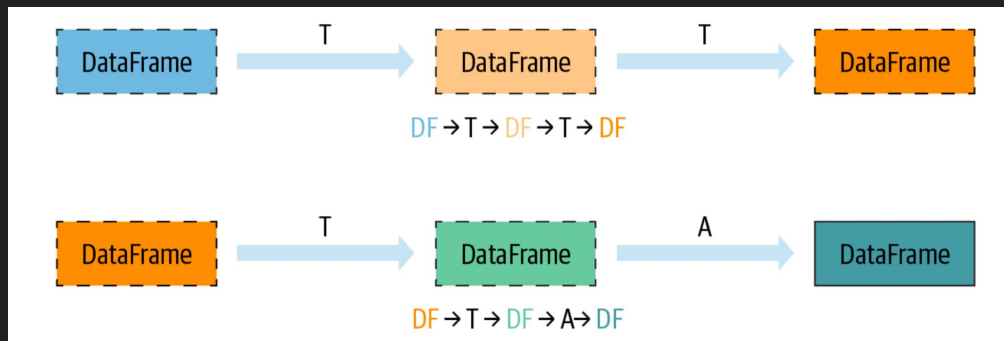 T T
DataFrame DataFrame DataFrame
DF → T → DF → T → DF
T A
DataFrame DataFrame DataFrame
DF → T → DF → A → DF